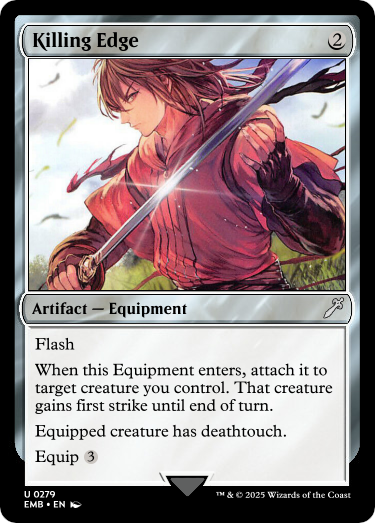 Killing Edge 2
Artifact — Equipment
Flash
When this Equipment enters, attach it to
target creature you control. That creature
gains first strike until end of turn.
Equipped creature has deathtouch.
Equip 3
U 0279
EMB • EN
™ & © 2025 Wizards of the Coast